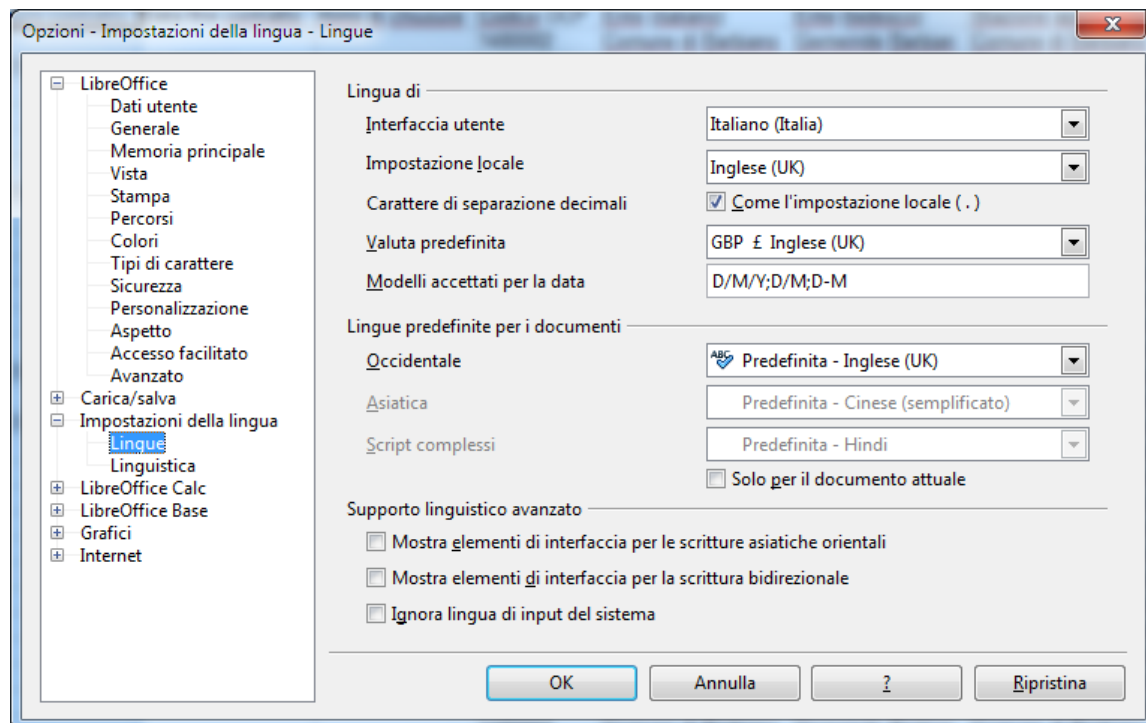 Opzioni - Impostazioni della lingua - Lingue
LibreOffice
Dati utente
Generale
Memoria principale
Vista
Stampa
Percorsi
Colori
Tipi di carattere
Sicurezza
Personalizzazione
Aspetto
Accesso facilitato
Avanzato
Carica/salva
Impostazioni della lingua
Lingue
Linguistica
LibreOffice Calc
LibreOffice Base
Grafici
Internet
Lingua di
Interfaccia utente Italiano (Italia)
Impostazione locale Inglese (UK)
Carattere di separazione decimali Come l'impostazione locale ( . )
Valuta predefinita GBP £ Inglese (UK)
Modelli accettati per la data D/M/Y;D/M;D-M
Lingue predefinite per i documenti
Occidentale ABC Predefinita - Inglese (UK)
Asiatica Predefinita - Cinese (semplificato)
Script complessi Predefinita - Hindi
Solo per il documento attuale
Supporto linguistico avanzato
Mostra elementi di interfaccia per le scritture asiatiche orientali
Mostra elementi di interfaccia per la scrittura bidirezionale
Ignora lingua di input del sistema
OK Annulla ? Ripristina